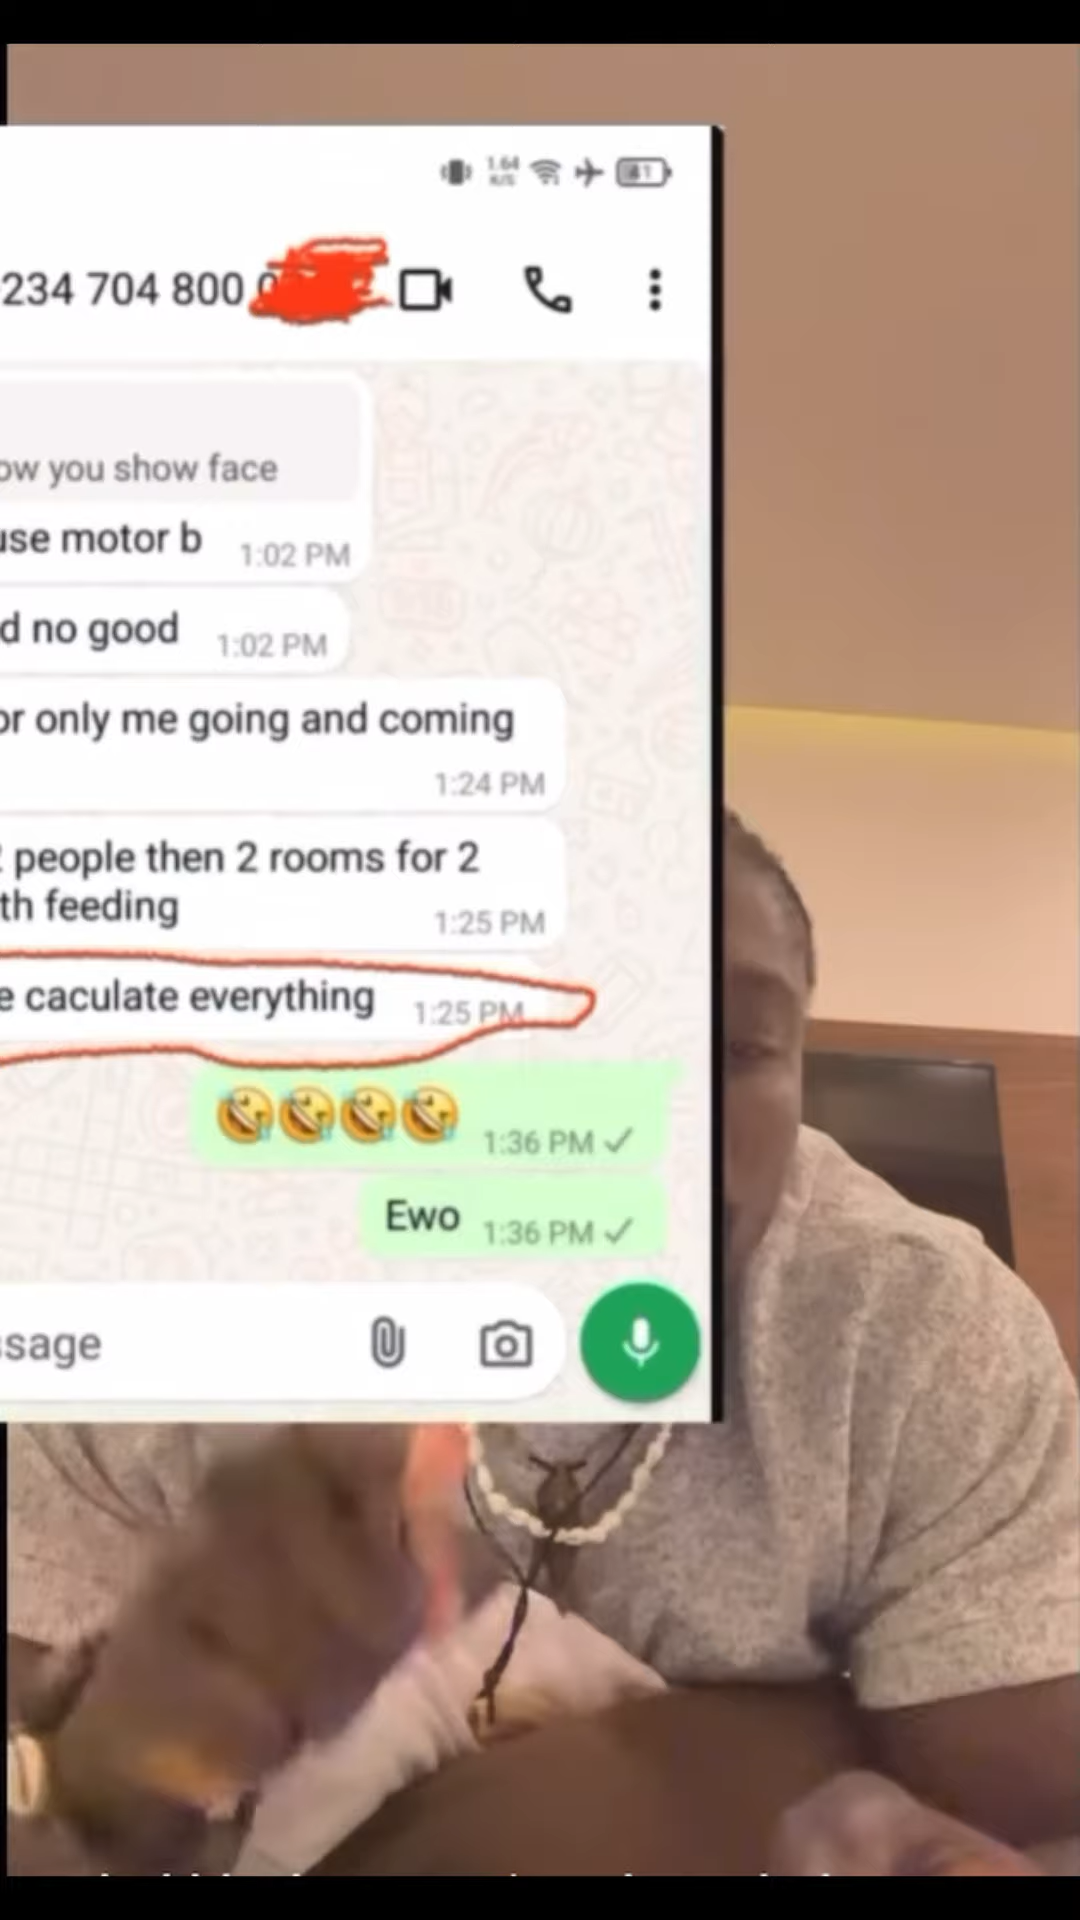 1.64
K/S
234 704 800
ow you show face
use motor b 1:02 PM
d no good 1:02 PM
or only me going and coming
1:24 PM
2 people then 2 rooms for 2
th feeding 1:25 PM
e caculate everything 1:25 PM
1:36 PM
Ewo 1:36 PM
ssage